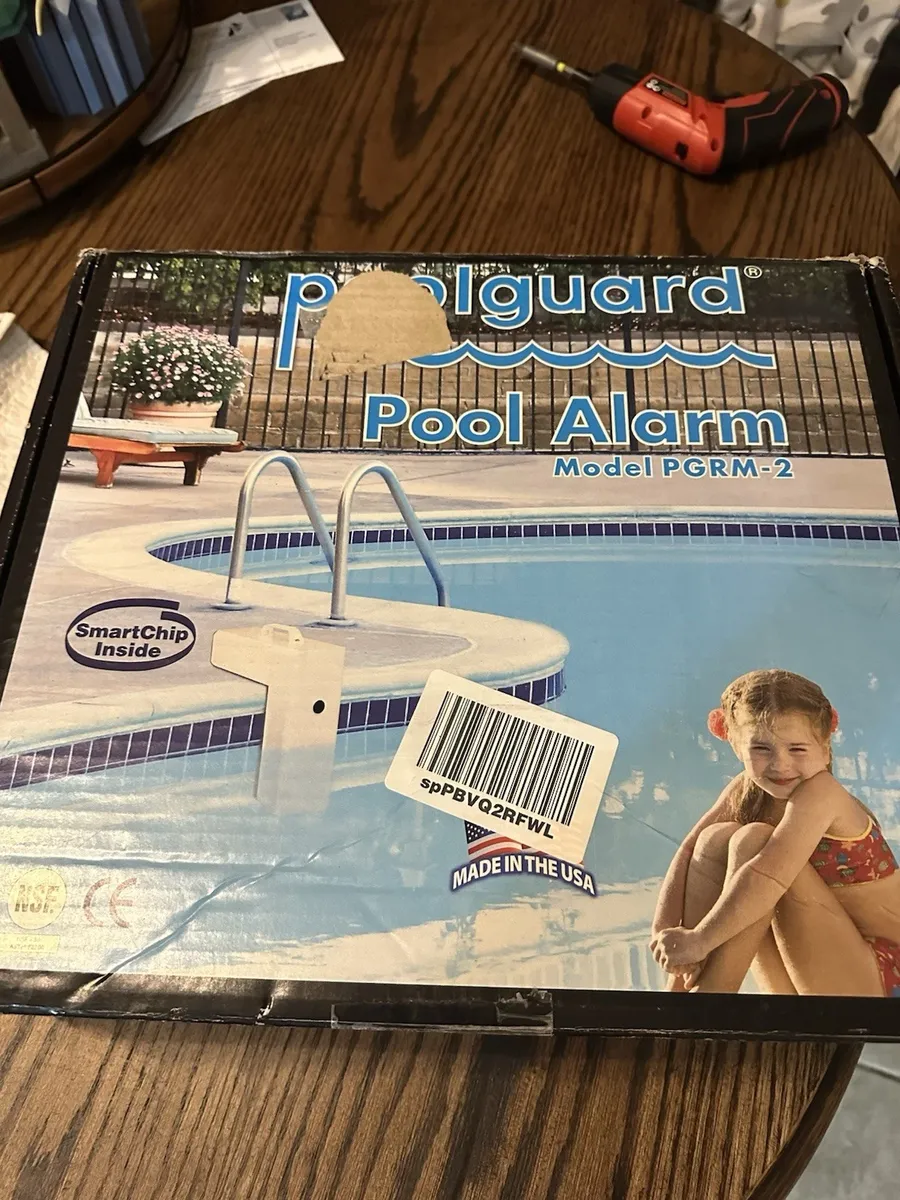 p olguard®
Pool Alarm
Model PGRM-2
SmartChip
Inside
spPBVQ2RFWL
MADE IN THE USA
NSF.
CE